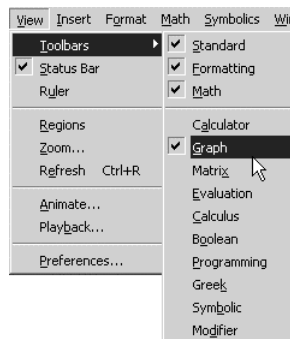 View Insert Format Math Symbolics
Toolbars
Status Bar
Ruler
Regions
Zoom...
Refresh Ctrl+R
Animate...
Playback...
Preferences...
Standard
Formatting
Math
Calculator
Graph
Matrix
Evaluation
Calculus
Boolean
Programming
Greek
Symbolic
Modifier